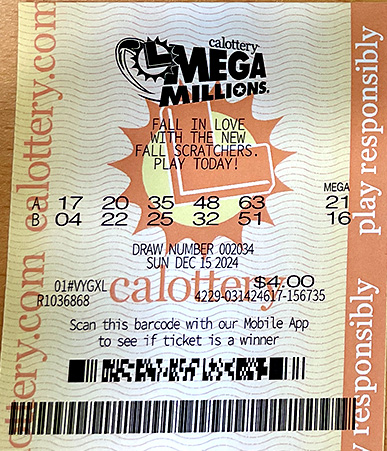 calottery
MEGA
MILLIONS®
FALL IN LOVE
WITH THE NEW
FALL SCRATCHERS.
PLAY TODAY!
MEGA
A 17 20 35 48 63 21
B 04 22 25 32 51 16
DRAW NUMBER 002034
SUN DEC 15 2024
01#VYGXL $4.00
R1036868 4229-031424617-156735
calottery
Scan this barcode with our Mobile App
to see if ticket is a winner
calottery.com calottery.com
play responsibly
y responsibly